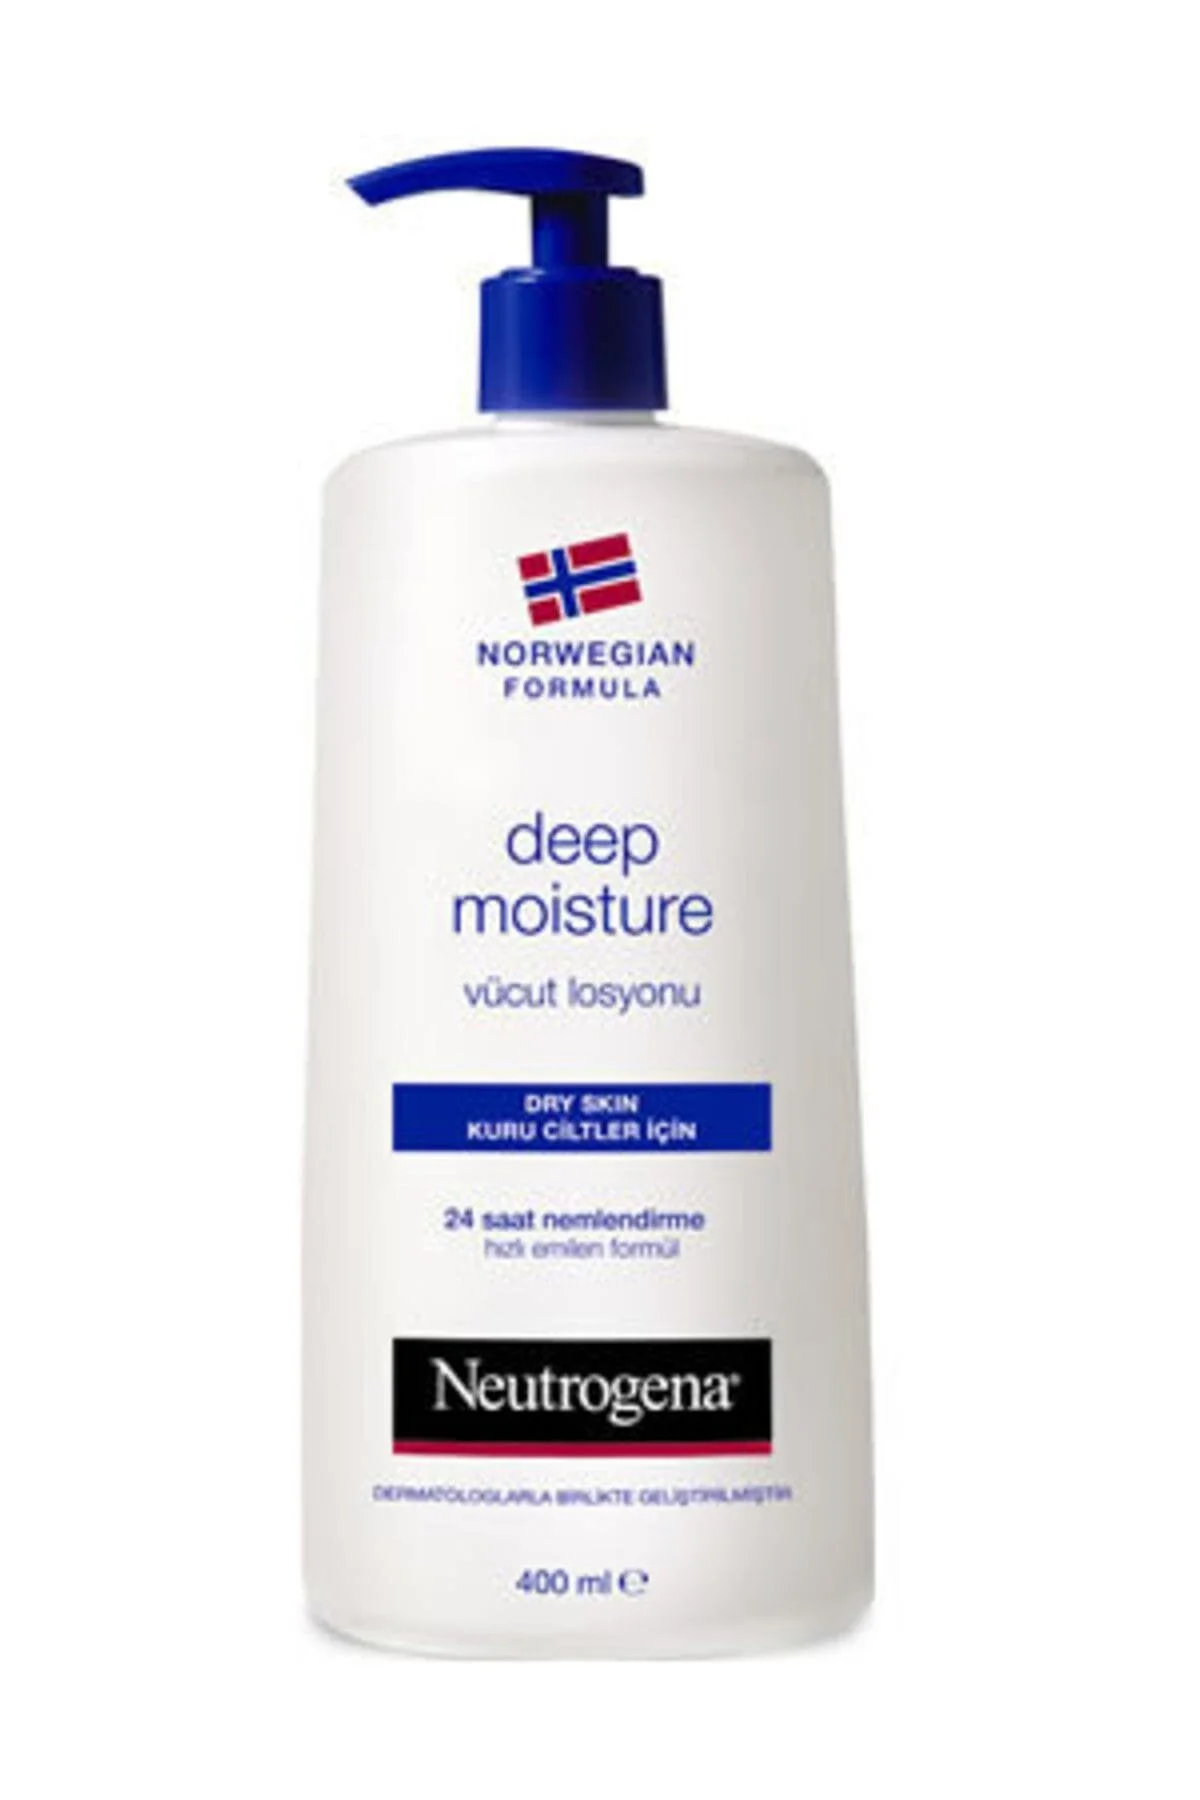 NORWEGIAN
FORMULA
deep
moisture
vücut losyonu
DRY SKIN
KURU CİLTLER İÇİN
24 saat nemlendirme
hızlı emilen formül
Neutrogena®
DERMATOLOGLARLA BİRLİKTE GELİŞTİRİLMİŞTİR
400 ml ℮